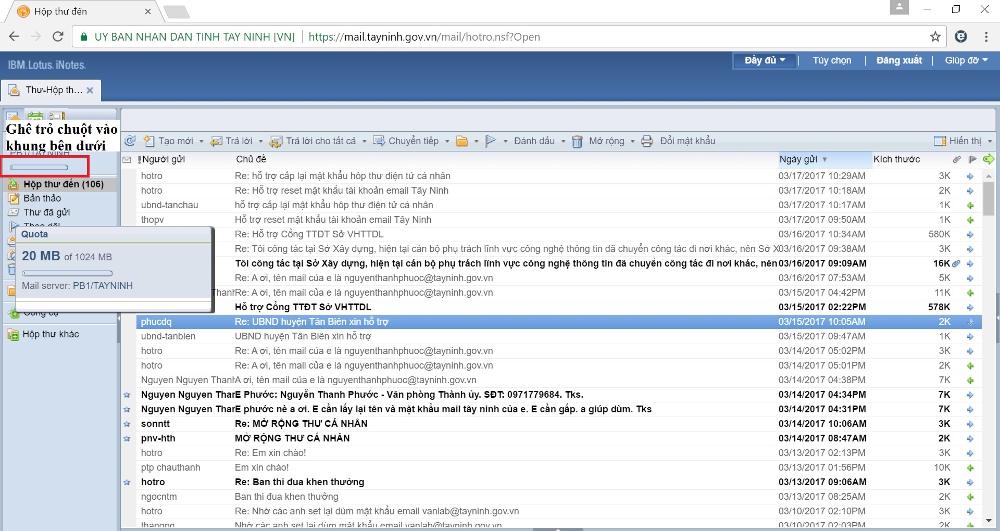 Hộp thư đến
UY BAN NHAN DAN TINH TAY NINH [VN] https://mail.tayninh.gov.vn/mail/hotro.nsf?Open
IBM.Lotus.iNotes.
Đầy đủ Tùy chọn Đăng xuất Giúp đỡ
Thư-Hộp th...
Ghê trỏ chuột vào
khung bên dưới
PB1/TAYNINH
Hộp thư đến (106)
Bản thảo
Thư đã gửi
Theo dõi
Quota
20 MB of 1024 MB
Mail server: PB1/TAYNINH
Công cụ
Hộp thư khác
Tạo mới Trả lời Trả lời cho tất cả Chuyển tiếp Đánh dấu Mở rộng Đổi mật khẩu Hiển thị
Người gửi Chủ đề Ngày gửi Kích thước
hotro Re: hỗ trợ cấp lại mật khẩu hôp thư điện tử cá nhân 03/17/2017 10:29AM 3K
hotro Re: Hỗ trợ reset mật khẩu tài khoản email Tây Ninh 03/17/2017 10:18AM 2K
ubnd-tanchau hỗ trợ cấp lại mật khẩu hôp thư điện tử cá nhân 03/17/2017 10:17AM 1K
thopv Hỗ trợ reset mật khẩu tài khoản email Tây Ninh 03/17/2017 09:50AM 1K
Re: Hỗ trợ Cổng TTĐT Sở VHTTDL 03/16/2017 10:34AM 580K
Re: Tôi công tác tại Sở Xây dựng, hiện tại cán bộ phụ trách lĩnh vực công nghệ thông tin đã chuyển công tác đi nơi khác, nên Sở X 03/16/2017 09:38AM 3K
Tôi công tác tại Sở Xây dựng, hiện tại cán bộ phụ trách lĩnh vực công nghệ thông tin đã chuyển công tác đi nơi khác, nên 03/16/2017 09:09AM 16K
Re: A ơi, tên mail của e là nguyenthanhphuoc@tayninh.gov.vn 03/16/2017 07:53AM 5K
Thanh Re: A ơi, tên mail của e là nguyenthanhphuoc@tayninh.gov.vn 03/15/2017 04:42PM 11K
Hỗ trợ Cổng TTĐT Sở VHTTDL 03/15/2017 02:22PM 578K
phucdq Re: UBND huyện Tân Biên xin hỗ trợ 03/15/2017 10:05AM 2K
ubnd-tanbien UBND huyện Tân Biên xin hỗ trợ 03/15/2017 09:47AM 1K
hotro Re: A ơi, tên mail của e là nguyenthanhphuoc@tayninh.gov.vn 03/14/2017 05:02PM 3K
hotro Re: A ơi, tên mail của e là nguyenthanhphuoc@tayninh.gov.vn 03/14/2017 05:01PM 2K
Nguyen Nguyen Thanh A ơi, tên mail của e là nguyenthanhphuoc@tayninh.gov.vn 03/14/2017 04:38PM 7K
Nguyen Nguyen Than E Phước: Nguyễn Thanh Phước - Văn phòng Thành ủy. SĐT: 0971779684. Tks. 03/14/2017 04:34PM 7K
Nguyen Nguyen Than E phước nè a ơi. E cần lấy lại tên và mật khẩu mail tây ninh của e. E cần gấp. a giúp dùm. Tks 03/14/2017 04:31PM 7K
sonntt Re: MỞ RỘNG THƯ CÁ NHÂN 03/14/2017 10:06AM 3K
pnv-hth MỞ RỘNG THƯ CÁ NHÂN 03/14/2017 08:47AM 2K
hotro Re: Em xin chào! 03/13/2017 02:13PM 3K
ptp chauthanh Em xin chào! 03/13/2017 01:56PM 10K
hotro Re: Ban thi đua khen thưởng 03/13/2017 09:06AM 3K
ngocntm Ban thi đua khen thưởng 03/13/2017 08:25AM 2K
hotro Re: Nhờ các anh set lại dùm mật khẩu email vanlab@tayninh.gov.vn 03/10/2017 02:10PM 3K
thangpg Nhờ các anh set lại dùm mật khẩu email vanlab@tayninh.gov.vn 03/10/2017 02:03PM 2K